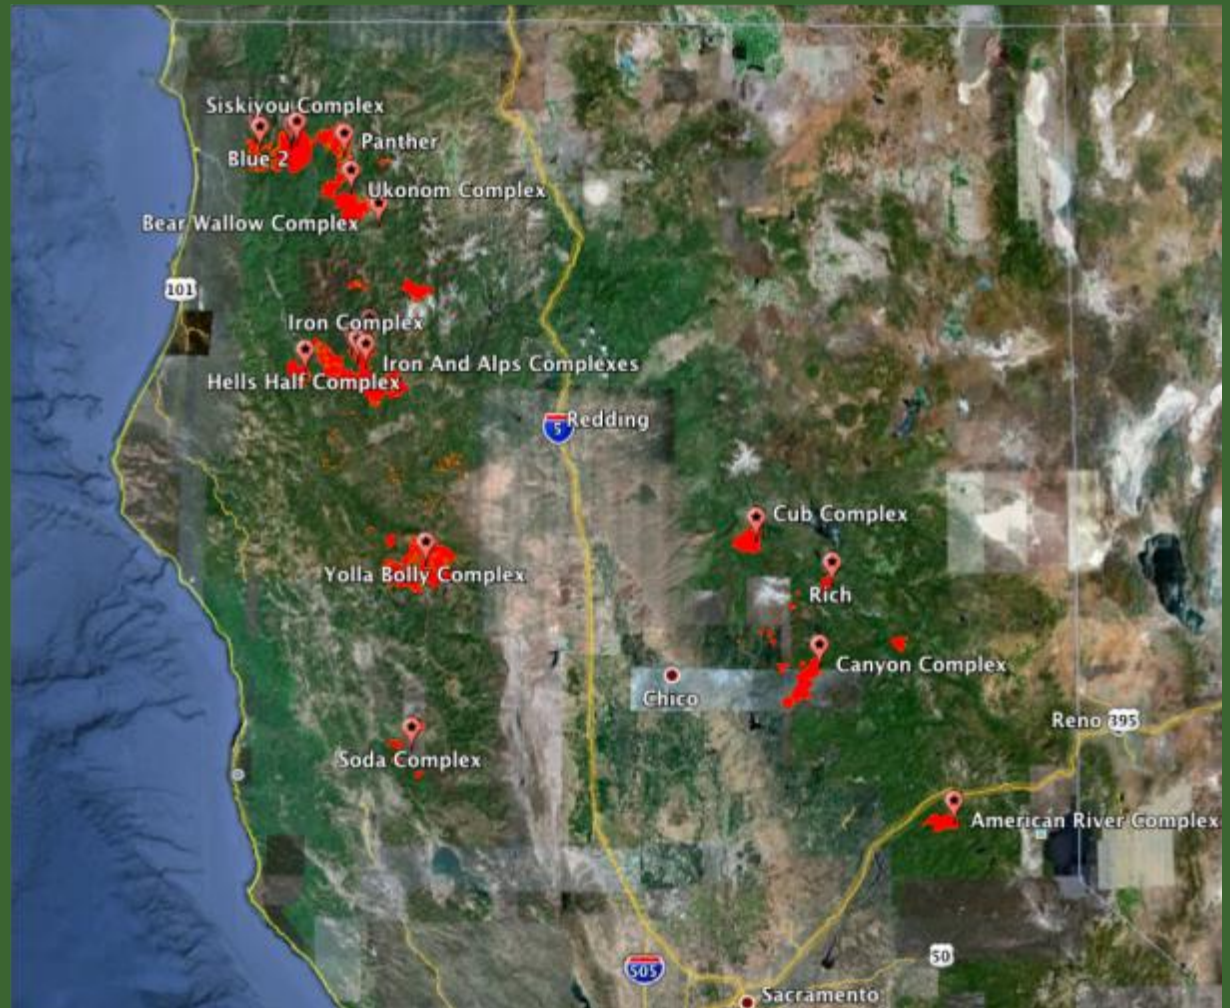 Siskiyou Complex
Panther
Blue 2
Ukonom Complex
Bear Wallow Complex
101
Iron Complex
Iron And Alps Complexes
Hells Half Complex
5
Redding
Cub Complex
Yolla Bolly Complex
Rich
Canyon Complex
Chico
Reno 395
Soda Complex
American River Complex
50
505
Sacramento